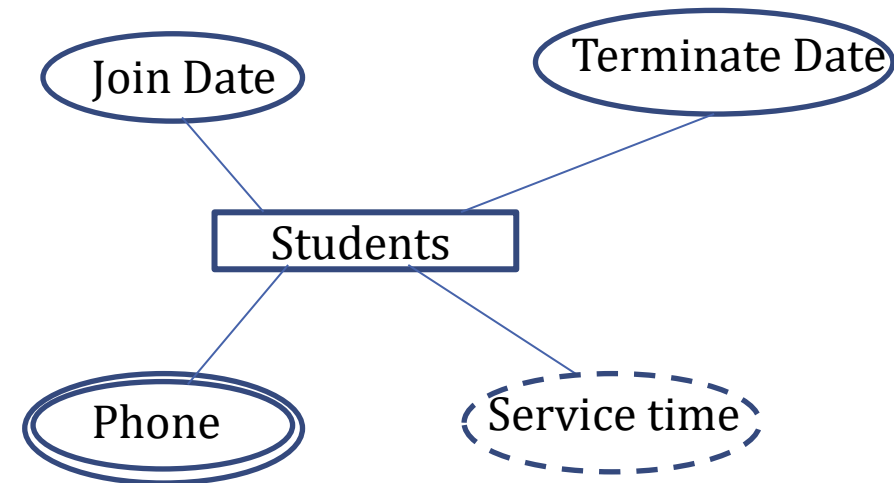 Join Date
Terminate Date
Students
Phone
Service time